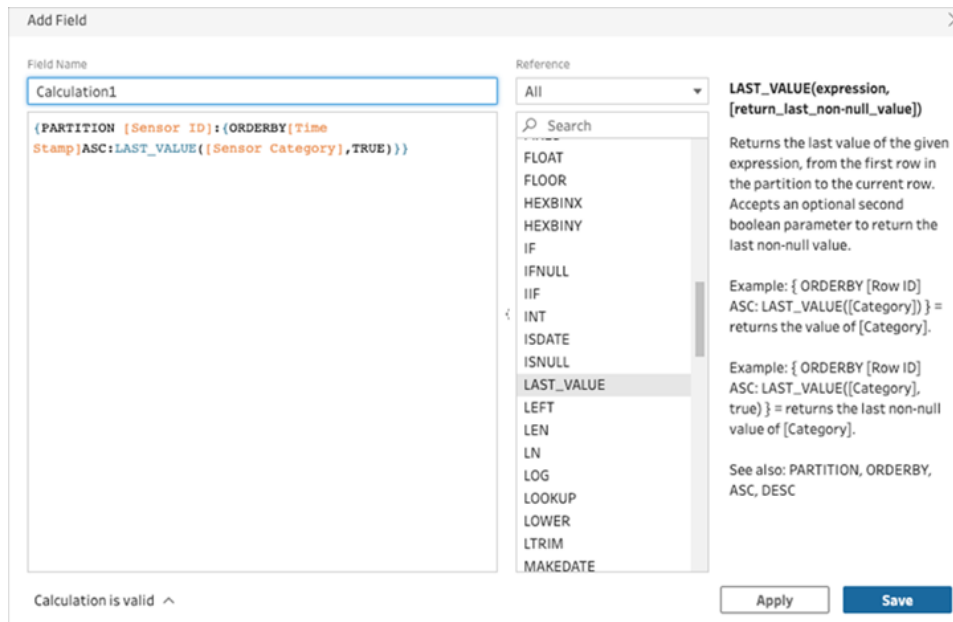 Add Field
Field Name
Calculation1
{PARTITION [Sensor ID]:{ORDERBY[Time
Stamp]ASC:LAST_VALUE([Sensor Category],TRUE)}}
Reference
All
Search
FLOAT
FLOOR
HEXBINX
HEXBINY
IF
IFNULL
IIF
INT
ISDATE
ISNULL
LAST_VALUE
LEFT
LEN
LN
LOG
LOOKUP
LOWER
LTRIM
MAKEDATE
LAST_VALUE(expression,
[return_last_non-null_value])
Returns the last value of the given
expression, from the first row in
the partition to the current row.
Accepts an optional second
boolean parameter to return the
last non-null value.
Example: { ORDERBY [Row ID]
ASC: LAST_VALUE([Category]) } =
returns the value of [Category].
Example: { ORDERBY [Row ID]
ASC: LAST_VALUE([Category],
true) } = returns the last non-null
value of [Category].
See also: PARTITION, ORDERBY,
ASC, DESC
Calculation is valid
Apply
Save